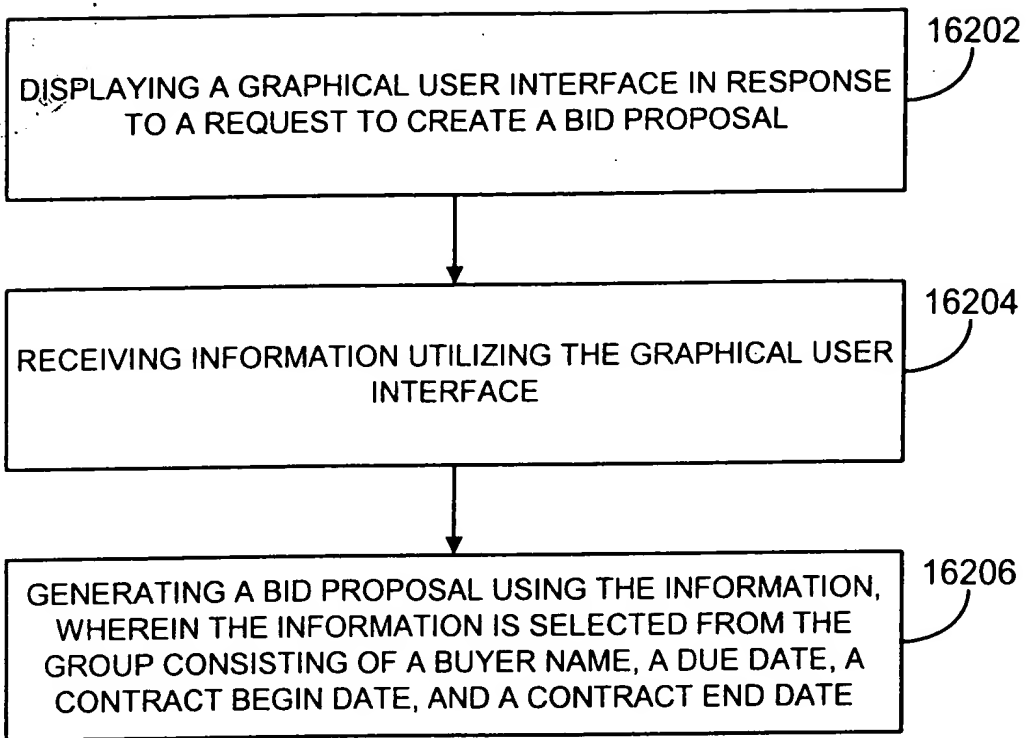 16202
DISPLAYING A GRAPHICAL USER INTERFACE IN RESPONSE
TO A REQUEST TO CREATE A BID PROPOSAL
16204
RECEIVING INFORMATION UTILIZING THE GRAPHICAL USER
INTERFACE
16206
GENERATING A BID PROPOSAL USING THE INFORMATION,
WHEREIN THE INFORMATION IS SELECTED FROM THE
GROUP CONSISTING OF A BUYER NAME, A DUE DATE, A
CONTRACT BEGIN DATE, AND A CONTRACT END DATE